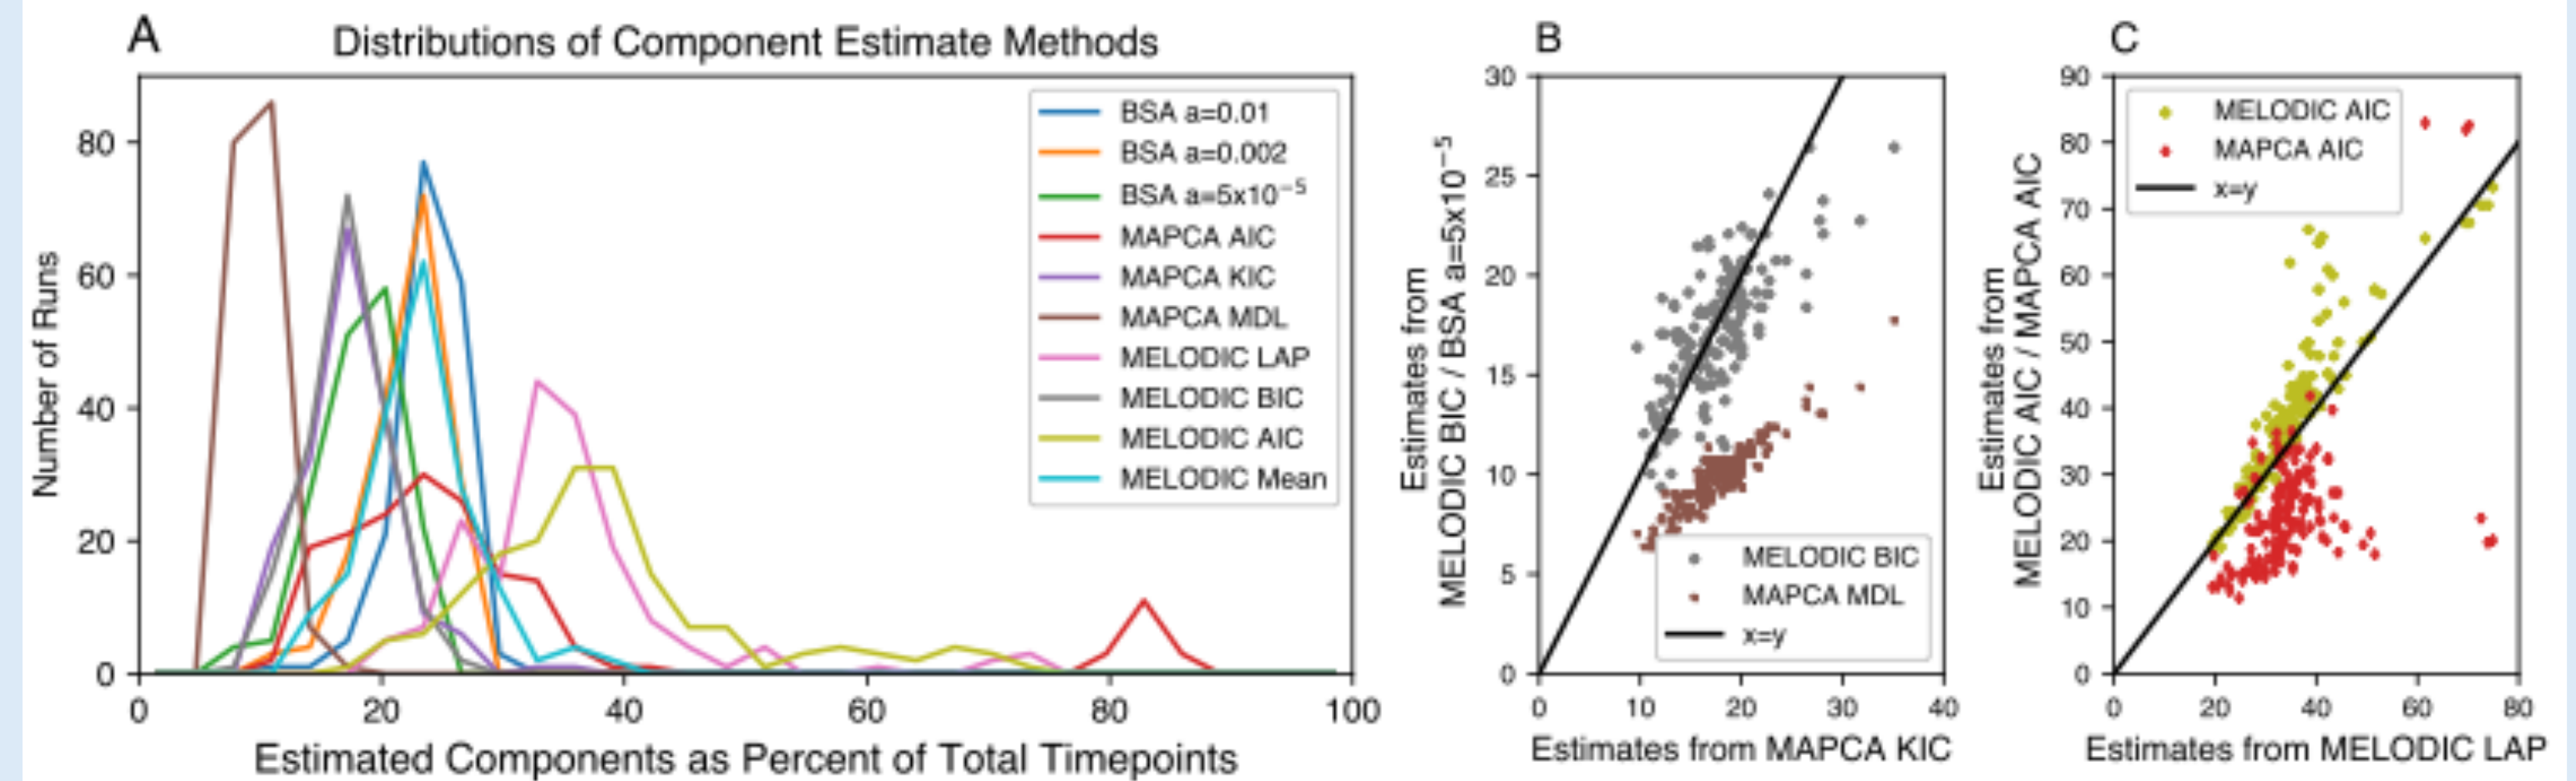 A
Distributions of Component Estimate Methods
Number of Runs
80
60
40
20
0
0 20 40 60 80 100
Estimated Components as Percent of Total Timepoints
BSA a=0.01
BSA a=0.002
BSA a=5x10⁻⁵
MAPCA AIC
MAPCA KIC
MAPCA MDL
MELODIC LAP
MELODIC BIC
MELODIC AIC
MELODIC Mean
B
Estimates from
MELODIC BIC / BSA a=5x10⁻⁵
30
25
20
15
10
5
0
0 10 20 30 40
Estimates from MAPCA KIC
MELODIC BIC
MAPCA MDL
x=y
C
Estimates from
MELODIC AIC / MAPCA AIC
90
80
70
60
50
40
30
20
10
0
0 20 40 60 80
Estimates from MELODIC LAP
MELODIC AIC
MAPCA AIC
x=y